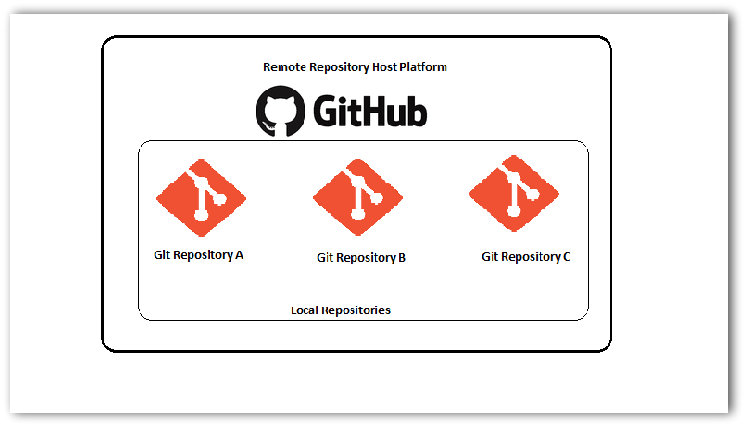 Remote Repository Host Platform
GitHub
Git Repository A
Git Repository B
Git Repository C
Local Repositories